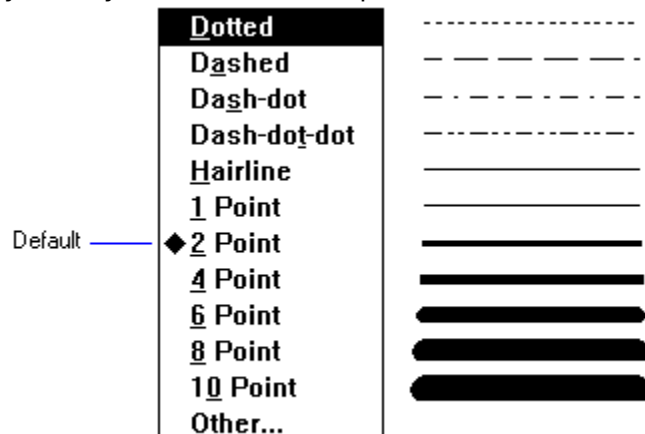 Dotted
Dashed
Dash-dot
Dash-dot-dot
Hairline
1 Point
Default ◆2 Point
4 Point
6 Point
8 Point
10 Point
Other...